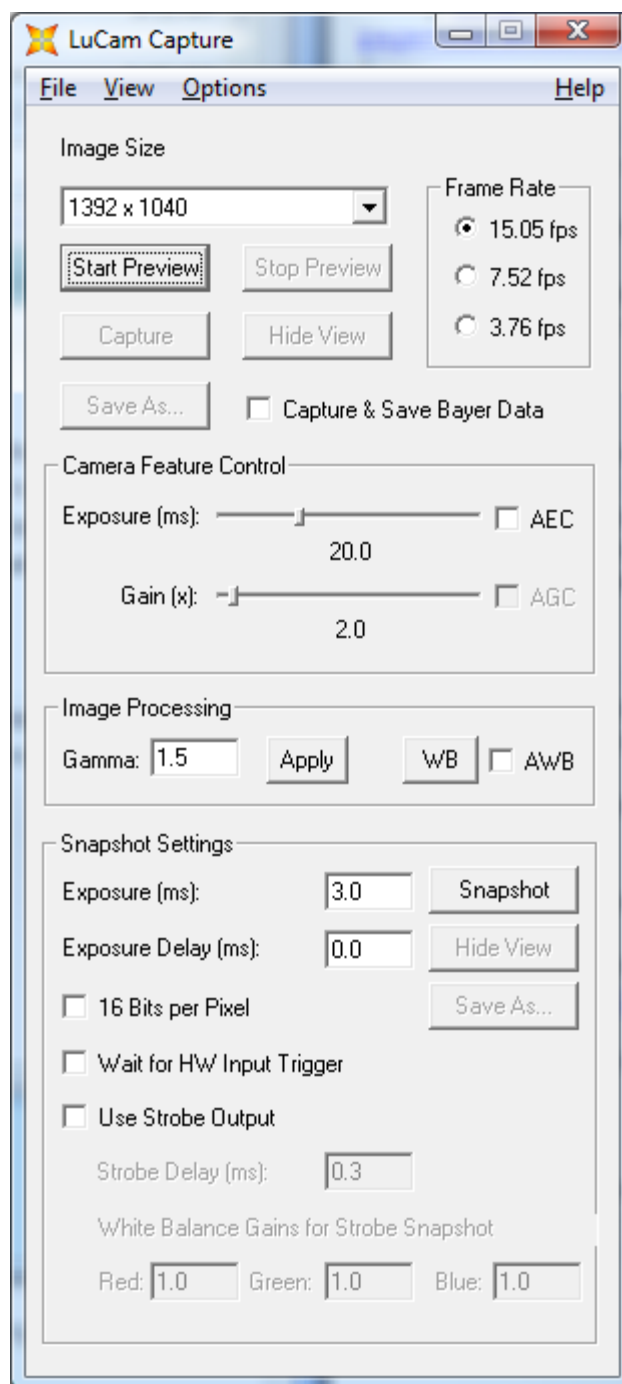 LuCam Capture
File View Options Help
Image Size
1392 x 1040
Frame Rate
15.05 fps
7.52 fps
3.76 fps
Start Preview Stop Preview
Capture Hide View
Save As... Capture & Save Bayer Data
Camera Feature Control
Exposure (ms): AEC
20.0
Gain (x): AGC
2.0
Image Processing
Gamma: 1.5 Apply WB AWB
Snapshot Settings
Exposure (ms): 3.0 Snapshot
Exposure Delay (ms): 0.0 Hide View
16 Bits per Pixel Save As...
Wait for HW Input Trigger
Use Strobe Output
Strobe Delay (ms): 0.3
White Balance Gains for Strobe Snapshot
Red: 1.0 Green: 1.0 Blue: 1.0